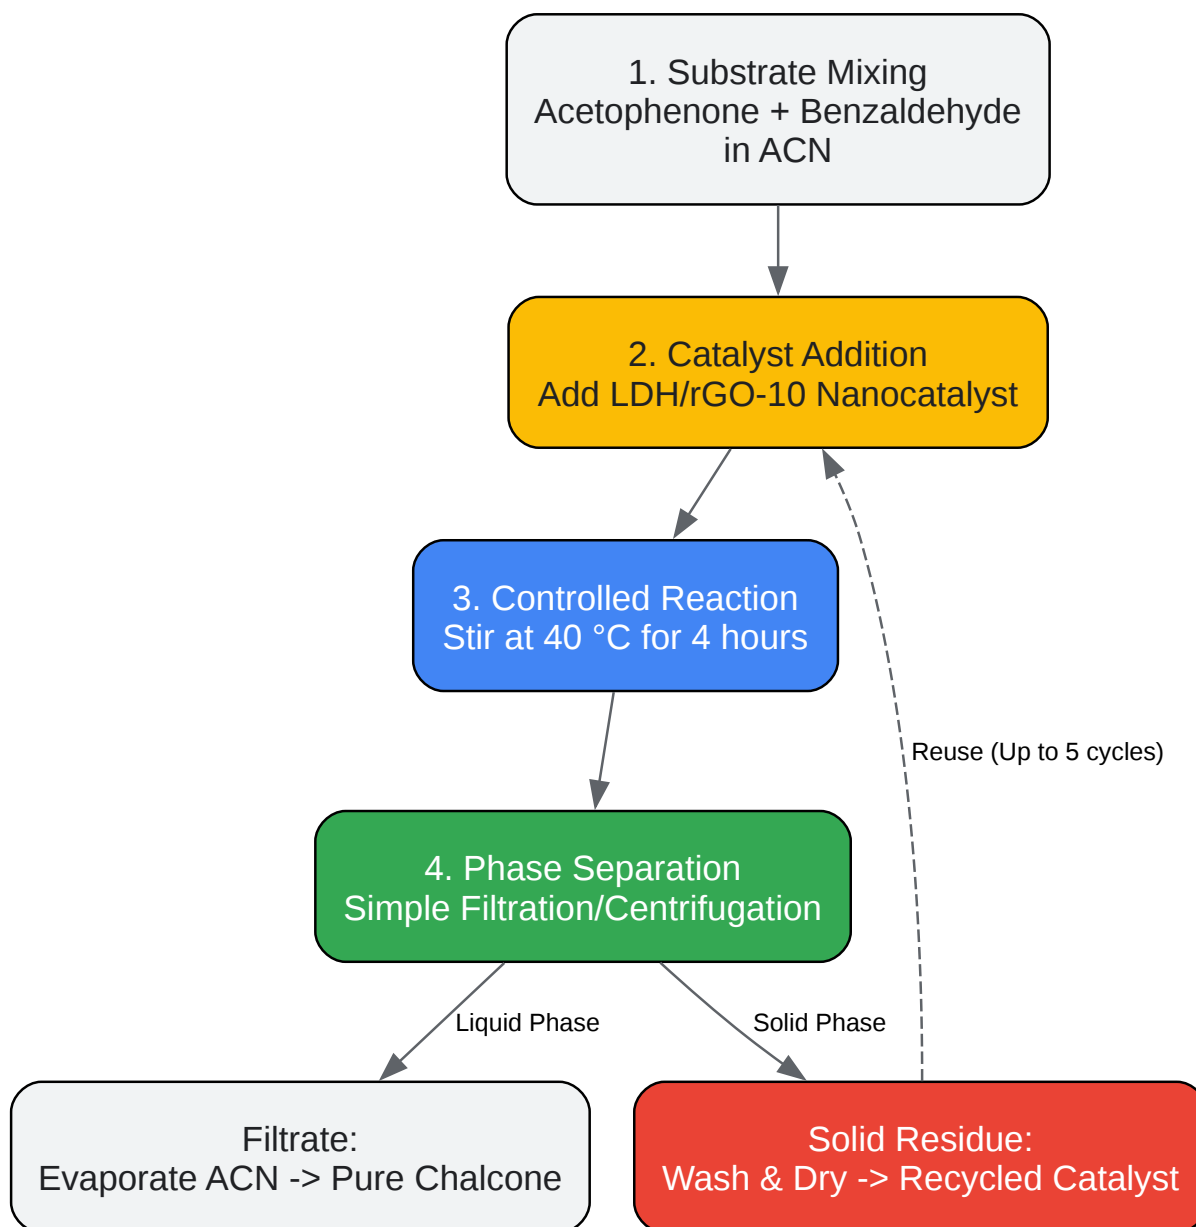 1. Substrate Mixing
Acetophenone + Benzaldehyde
in ACN
2. Catalyst Addition
Add LDH/rGO-10 Nanocatalyst
3. Controlled Reaction
Stir at 40 °C for 4 hours
Reuse (Up to 5 cycles)
4. Phase Separation
Simple Filtration/Centrifugation
Liquid Phase
Solid Phase
Filtrate:
Evaporate ACN -> Pure Chalcone
Solid Residue:
Wash & Dry -> Recycled Catalyst